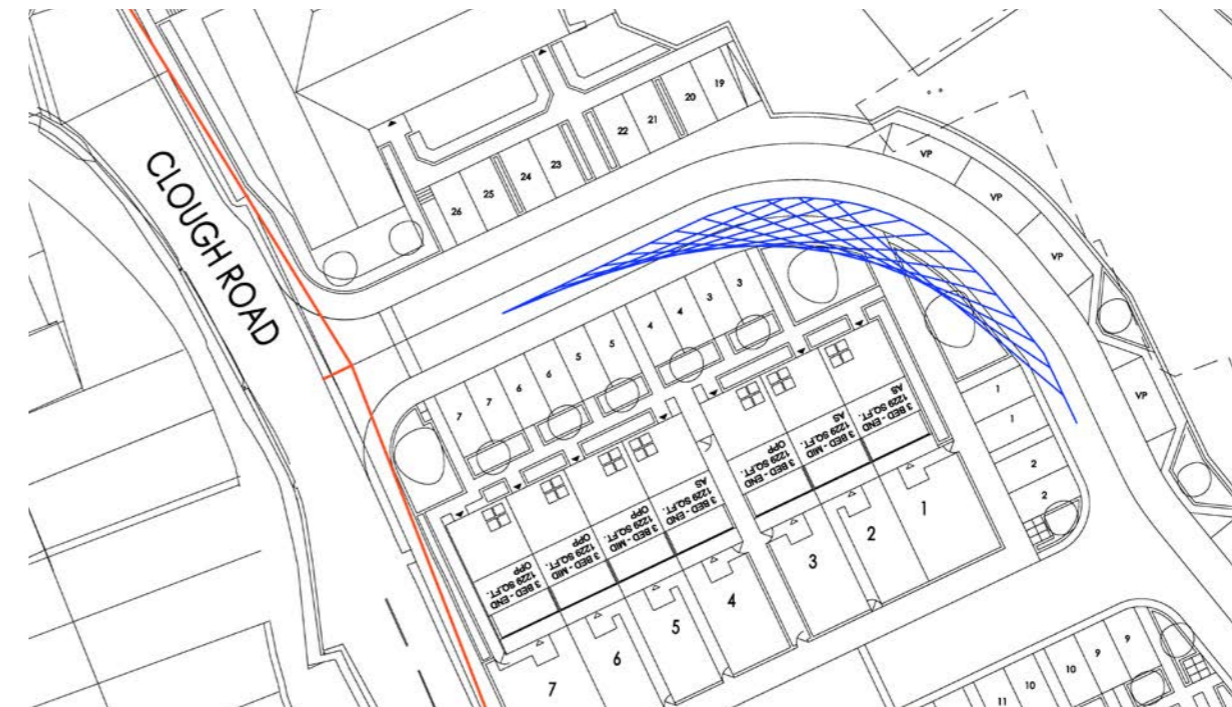 CLOUGH ROAD
26
25
24
23
22
21
20
19
VP
VP
VP
VP
7
7
6
6
5
5
4
4
3
3
1
1
2
2
3 BED - END
1229 SQ.FT.
OPP
3 BED - MID
1229 SQ.FT.
OPP
3 BED - MID
1229 SQ.FT.
OPP
3 BED - END
1229 SQ.FT.
AS
3 BED - END
1229 SQ.FT.
OPP
3 BED - MID
1229 SQ.FT.
AS
3 BED - END
1229 SQ.FT.
AS
7
6
5
4
3
2
1
11
10
10
9
9